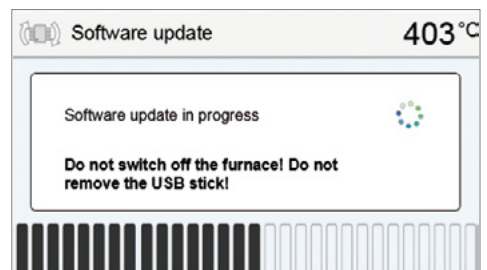 Software update 403°C
Software update in progress
Do not switch off the furnace! Do not
remove the USB stick!